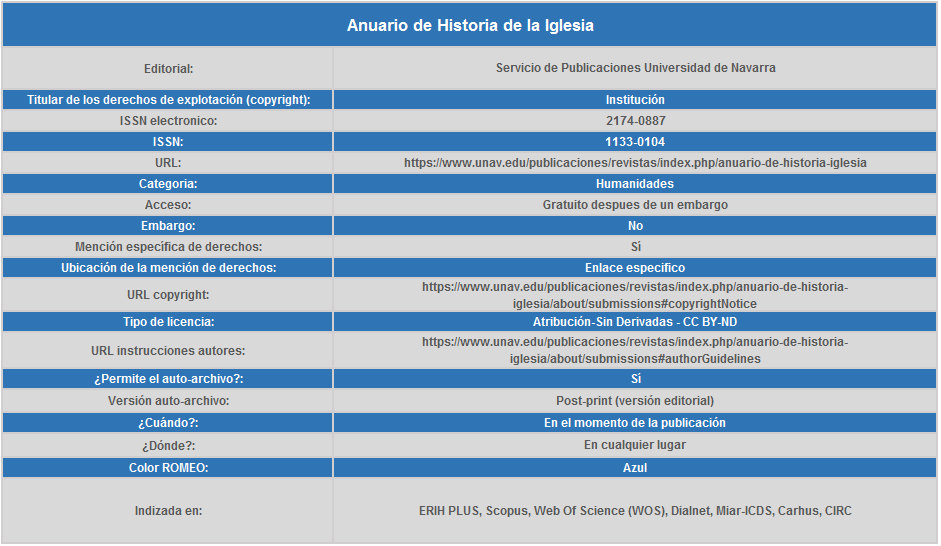 Anuario de Historia de la Iglesia
Editorial: Servicio de Publicaciones Universidad de Navarra
Titular de los derechos de explotación (copyright): Institución
ISSN electronico: 2174-0887
ISSN: 1133-0104
URL: https://www.unav.edu/publicaciones/revistas/index.php/anuario-de-historia-iglesia
Categoria: Humanidades
Acceso: Gratuito despues de un embargo
Embargo: No
Mención específica de derechos: Sí
Ubicación de la mención de derechos: Enlace especifico
URL copyright: https://www.unav.edu/publicaciones/revistas/index.php/anuario-de-historia-
iglesia/about/submissions#copyrightNotice
Tipo de licencia: Atribución-Sin Derivadas - CC BY-ND
URL instrucciones autores: https://www.unav.edu/publicaciones/revistas/index.php/anuario-de-historia-
iglesia/about/submissions#authorGuidelines
¿Permite el auto-archivo?: Sí
Versión auto-archivo: Post-print (versión editorial)
¿Cuándo?: En el momento de la publicación
¿Dónde?: En cualquier lugar
Color ROMEO: Azul
Indizada en: ERIH PLUS, Scopus, Web Of Science (WOS), Dialnet, Miar-ICDS, Carhus, CIRC